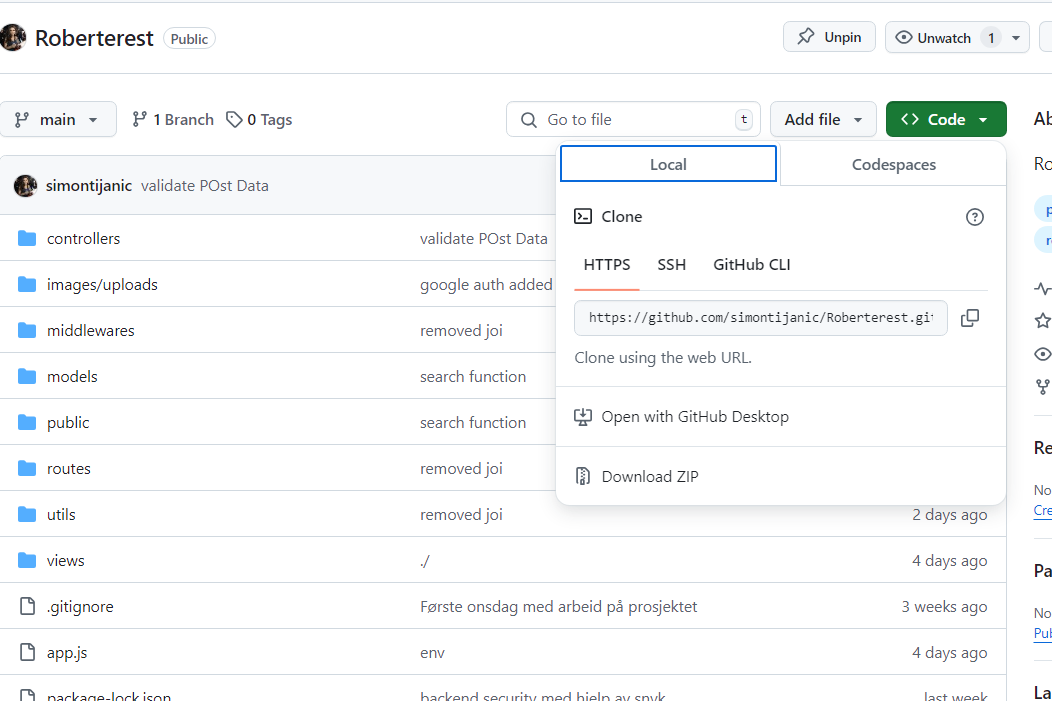 Roberterest Public
Unpin
Unwatch 1
main
1 Branch
0 Tags
Go to file t
Add file
Code
Local
Codespaces
simontijanic validate POst Data
Clone
HTTPS SSH GitHub CLI
https://github.com/simontijanic/Roberterest.gi
Clone using the web URL.
Open with GitHub Desktop
Download ZIP
controllers validate POst Data
images/uploads google auth added
middlewares removed joi
models search function
public search function
routes removed joi
utils removed joi 2 days ago
views ./ 4 days ago
.gitignore Første onsdag med arbeid på prosjektet 3 weeks ago
app.js env 4 days ago
package-lock.json backend security med hjelp av snyk last week
Ab
Ro
p
r
Re
No
Cre
Pa
No
Pub
La